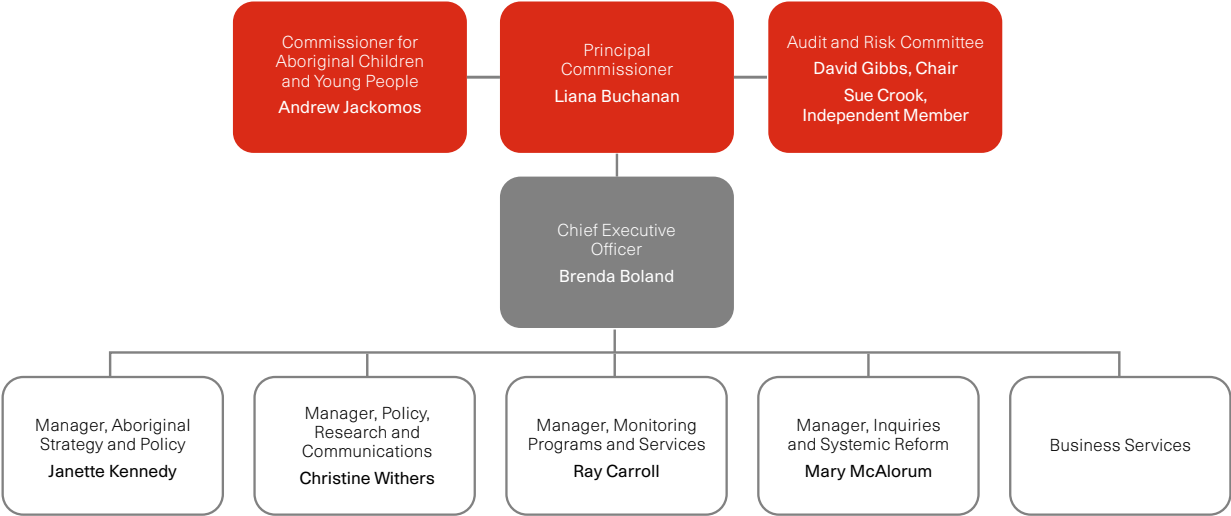 Commissioner for
Aboriginal Children
and Young People
Andrew Jackomos
Principal
Commissioner
Liana Buchanan
Audit and Risk Committee
David Gibbs, Chair
Sue Crook,
Independent Member
Chief Executive
Officer
Brenda Boland
Manager, Aboriginal
Strategy and Policy
Janette Kennedy
Manager, Policy,
Research and
Communications
Christine Withers
Manager, Monitoring
Programs and Services
Ray Carroll
Manager, Inquiries
and Systemic Reform
Mary McAlorum
Business Services